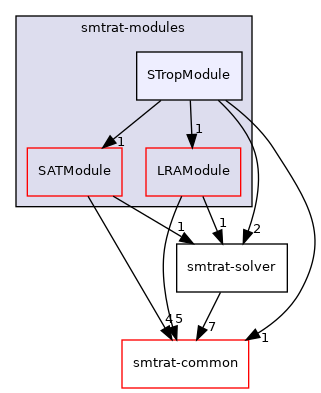 smtrat-modules
STropModule
1
1
SATModule
LRAModule
1
1
2
smtrat-solver
4
5
7
1
smtrat-common